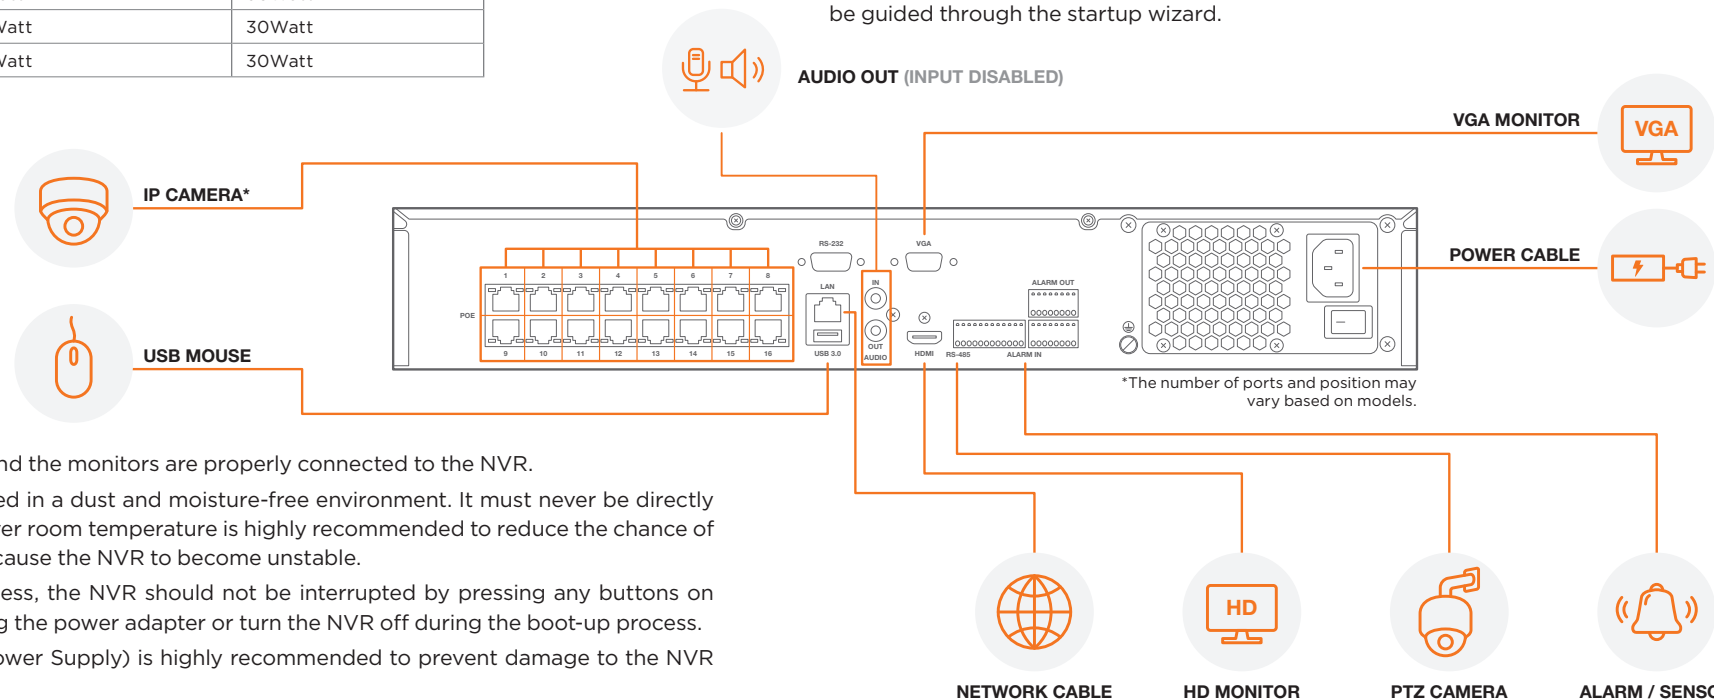 30Watt
Watt
30Watt
be guided through the startup wizard.
AUDIO OUT (INPUT DISABLED)
VGA MONITOR
VGA
IP CAMERA*
POWER CABLE
USB MOUSE
RS-232
VGA
1 2 3 4 5 6 7 8
LAN
IN
ALARM OUT
POE
9 10 11 12 13 14 15 16
USB 3.0
OUT
AUDIO
HDMI
RS-485
ALARM IN
*The number of ports and position may
vary based on models.
and the monitors are properly connected to the NVR.
ed in a dust and moisture-free environment. It must never be directly
er room temperature is highly recommended to reduce the chance of
cause the NVR to become unstable.
ess, the NVR should not be interrupted by pressing any buttons on
g the power adapter or turn the NVR off during the boot-up process.
ower Supply) is highly recommended to prevent damage to the NVR
HD
NETWORK CABLE
HD MONITOR
PTZ CAMERA
ALARM / SENSO